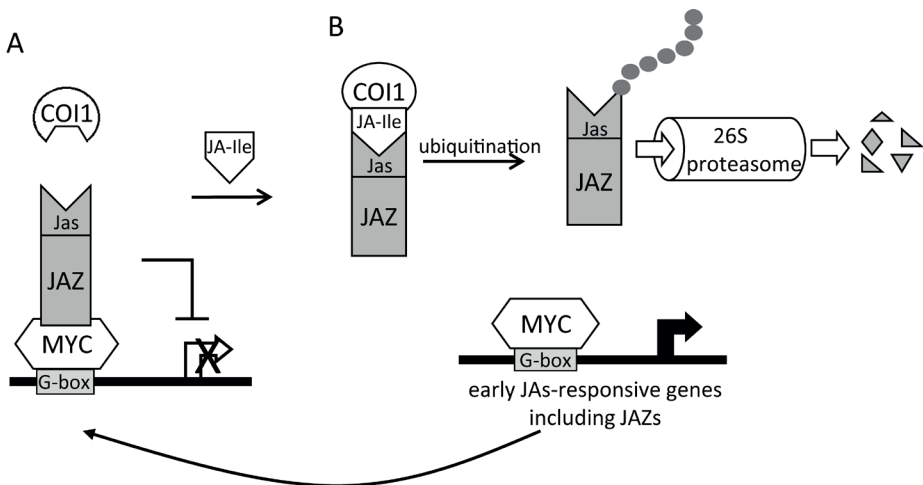 A
COI1
Jas
JAZ
MYC
G-box
JA-Ile
B
COI1
JA-Ile
Jas
JAZ
ubiquitination
Jas
JAZ
26S
proteasome
MYC
G-box
early JAs-responsive genes
including JAZs